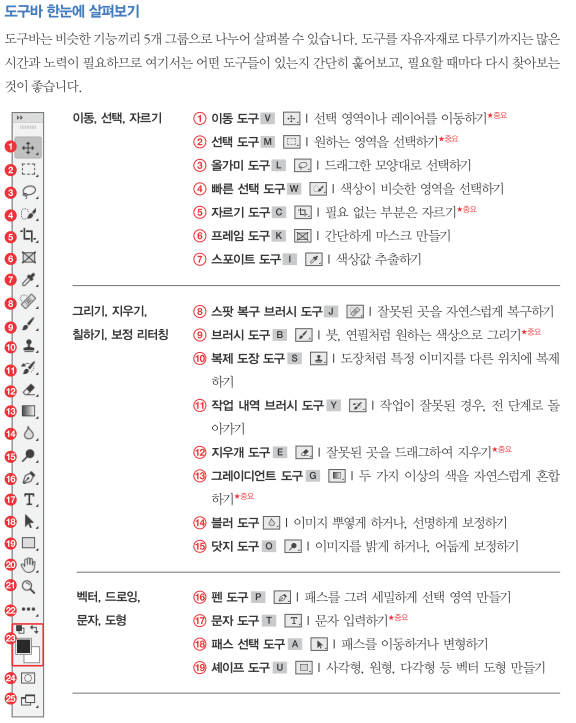 도구바 한눈에 살펴보기
도구바는 비슷한 기능끼리 5개 그룹으로 나누어 살펴볼 수 있습니다. 도구를 자유자재로 다루기까지는 많은
시간과 노력이 필요하므로 여기서는 어떤 도구들이 있는지 간단히 훑어보고, 필요할 때마다 다시 찾아보는
것이 좋습니다.
이동, 선택, 자르기
① 이동 도구 V | 선택 영역이나 레이어를 이동하기★중요
② 선택 도구 M | 원하는 영역을 선택하기★중요
③ 올가미 도구 L | 드래그한 모양대로 선택하기
④ 빠른 선택 도구 W | 색상이 비슷한 영역을 선택하기
⑤ 자르기 도구 C | 필요 없는 부분은 자르기★중요
⑥ 프레임 도구 K | 간단하게 마스크 만들기
⑦ 스포이트 도구 I | 색상값 추출하기
그리기, 지우기,
칠하기, 보정 리터칭
⑧ 스팟 복구 브러시 도구 J | 잘못된 곳을 자연스럽게 복구하기
⑨ 브러시 도구 B | 붓, 연필처럼 원하는 색상으로 그리기★중요
⑩ 복제 도장 도구 S | 도장처럼 특정 이미지를 다른 위치에 복제
하기
⑪ 작업 내역 브러시 도구 Y | 작업이 잘못된 경우, 전 단계로 돌
아가기
⑫ 지우개 도구 E | 잘못된 곳을 드래그하여 지우기★중요
⑬ 그레이디언트 도구 G | 두 가지 이상의 색을 자연스럽게 혼합
하기★중요
⑭ 블러 도구 | 이미지 뿌옇게 하거나, 선명하게 보정하기
⑮ 닷지 도구 O | 이미지를 밝게 하거나, 어둡게 보정하기
벡터, 드로잉,
문자, 도형
⑯ 펜 도구 P | 패스를 그려 세밀하게 선택 영역 만들기
⑰ 문자 도구 T | 문자 입력하기★중요
⑱ 패스 선택 도구 A | 패스를 이동하거나 변형하기
⑲ 셰이프 도구 U | 사각형, 원형, 다각형 등 벡터 도형 만들기
①
②
③
④
⑤
⑥
⑦
⑧
⑨
⑩
⑪
⑫
⑬
⑭
⑮
⑯
⑰
⑱
⑲
⑳
㉑
㉒
㉓
㉔
㉕